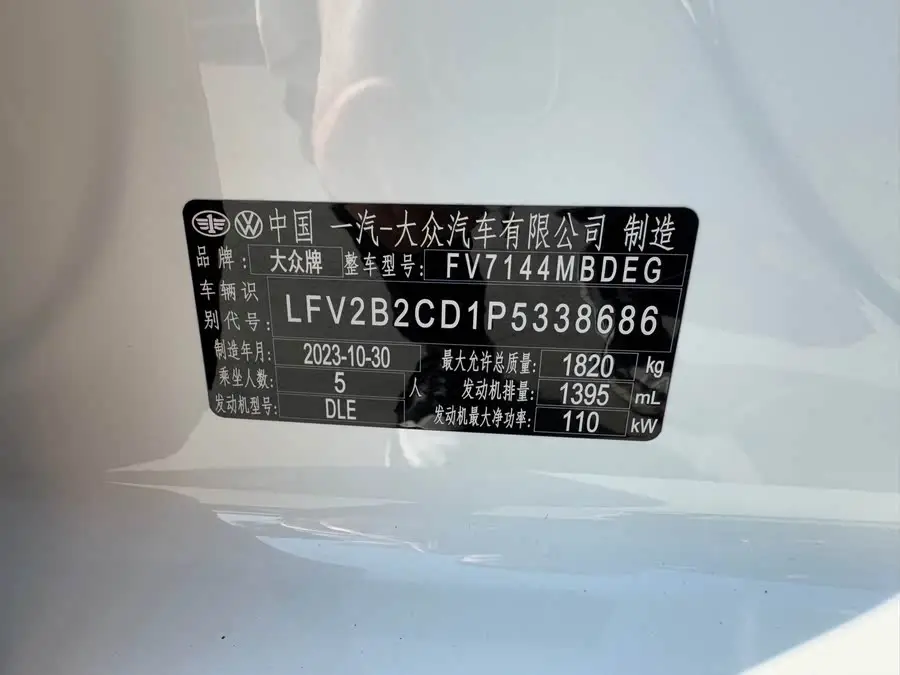 中国 一汽-大众汽车有限公司 制造
品牌: 大众牌 整车型号: FV7144MBDEG
车辆识别代号: LFV2B2CD1P5338686
制造年月: 2023-10-30 最大允许总质量: 1820 kg
乘坐人数: 5 人 发动机排量: 1395 mL
发动机型号: DLE 发动机最大净功率: 110 kW